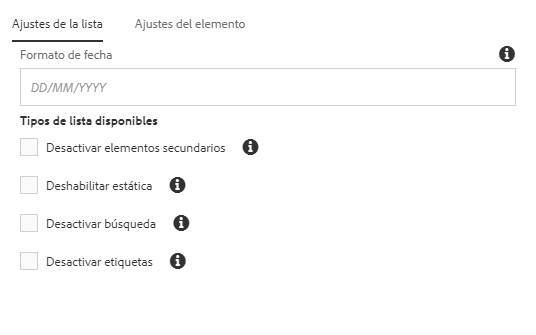 Ajustes de la lista Ajustes del elemento
Formato de fecha
DD/MM/YYYY
Tipos de lista disponibles
Desactivar elementos secundarios
Deshabilitar estática
Desactivar búsqueda
Desactivar etiquetas